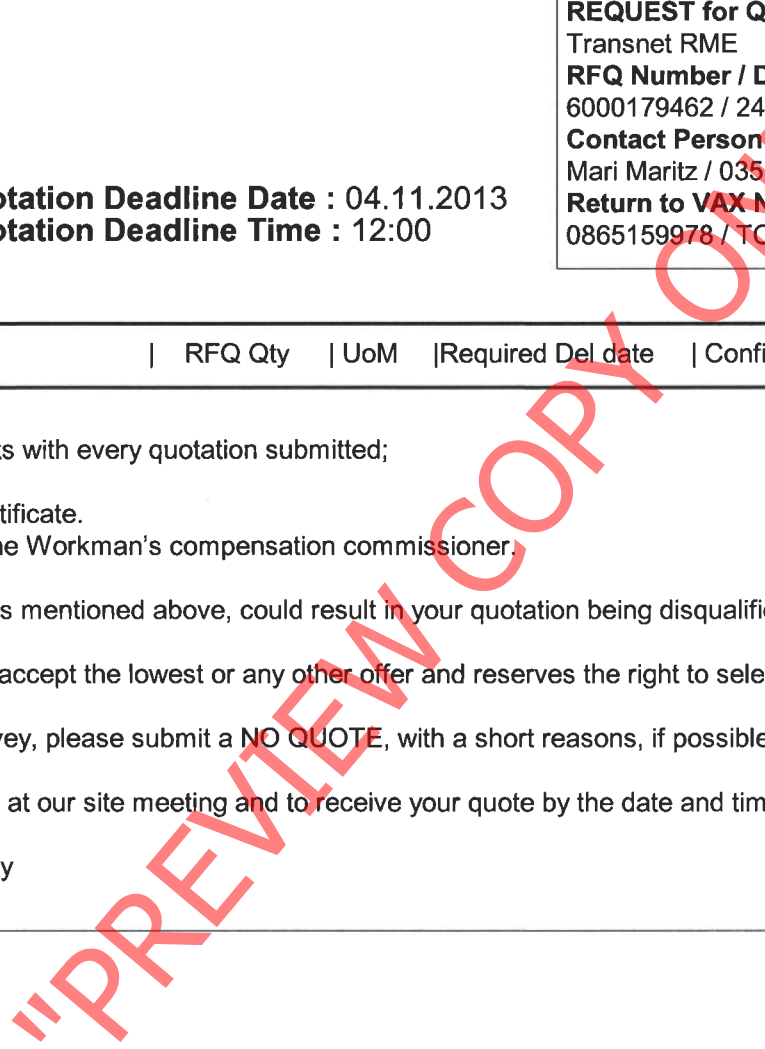 REQUEST for Q
Transnet RME
RFQ Number / D
6000179462 / 24
Contact Person
Mari Maritz / 035
Return to VAX N
0865159978 / TO
otation Deadline Date : 04.11.2013
otation Deadline Time : 12:00
| RFQ Qty | UoM |Required Del date | Confi
ts with every quotation submitted;
tificate.
ne Workman's compensation commissioner.
s mentioned above, could result in your quotation being disqualifi
accept the lowest or any other offer and reserves the right to sele
vey, please submit a NO QUOTE, with a short reasons, if possible
at our site meeting and to receive your quote by the date and tim
y
"PREVIEW COPY ON